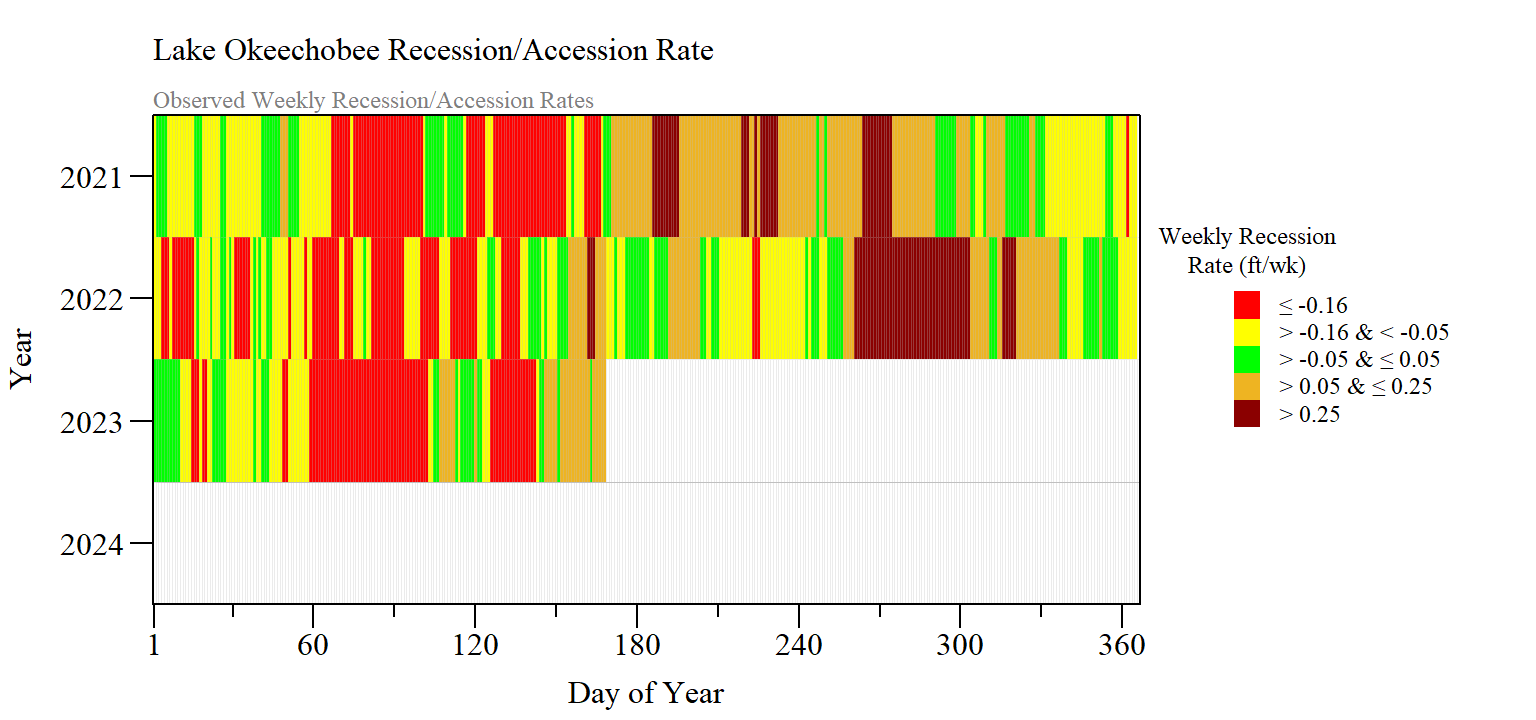 Lake Okeechobee Recession/Accession Rate
Observed Weekly Recession/Accession Rates
2021
2022
2023
2024
Year
1 60 120 180 240 300 360
Day of Year
Weekly Recession
Rate (ft/wk)
≤ -0.16
> -0.16 & < -0.05
> -0.05 & ≤ 0.05
> 0.05 & ≤ 0.25
> 0.25